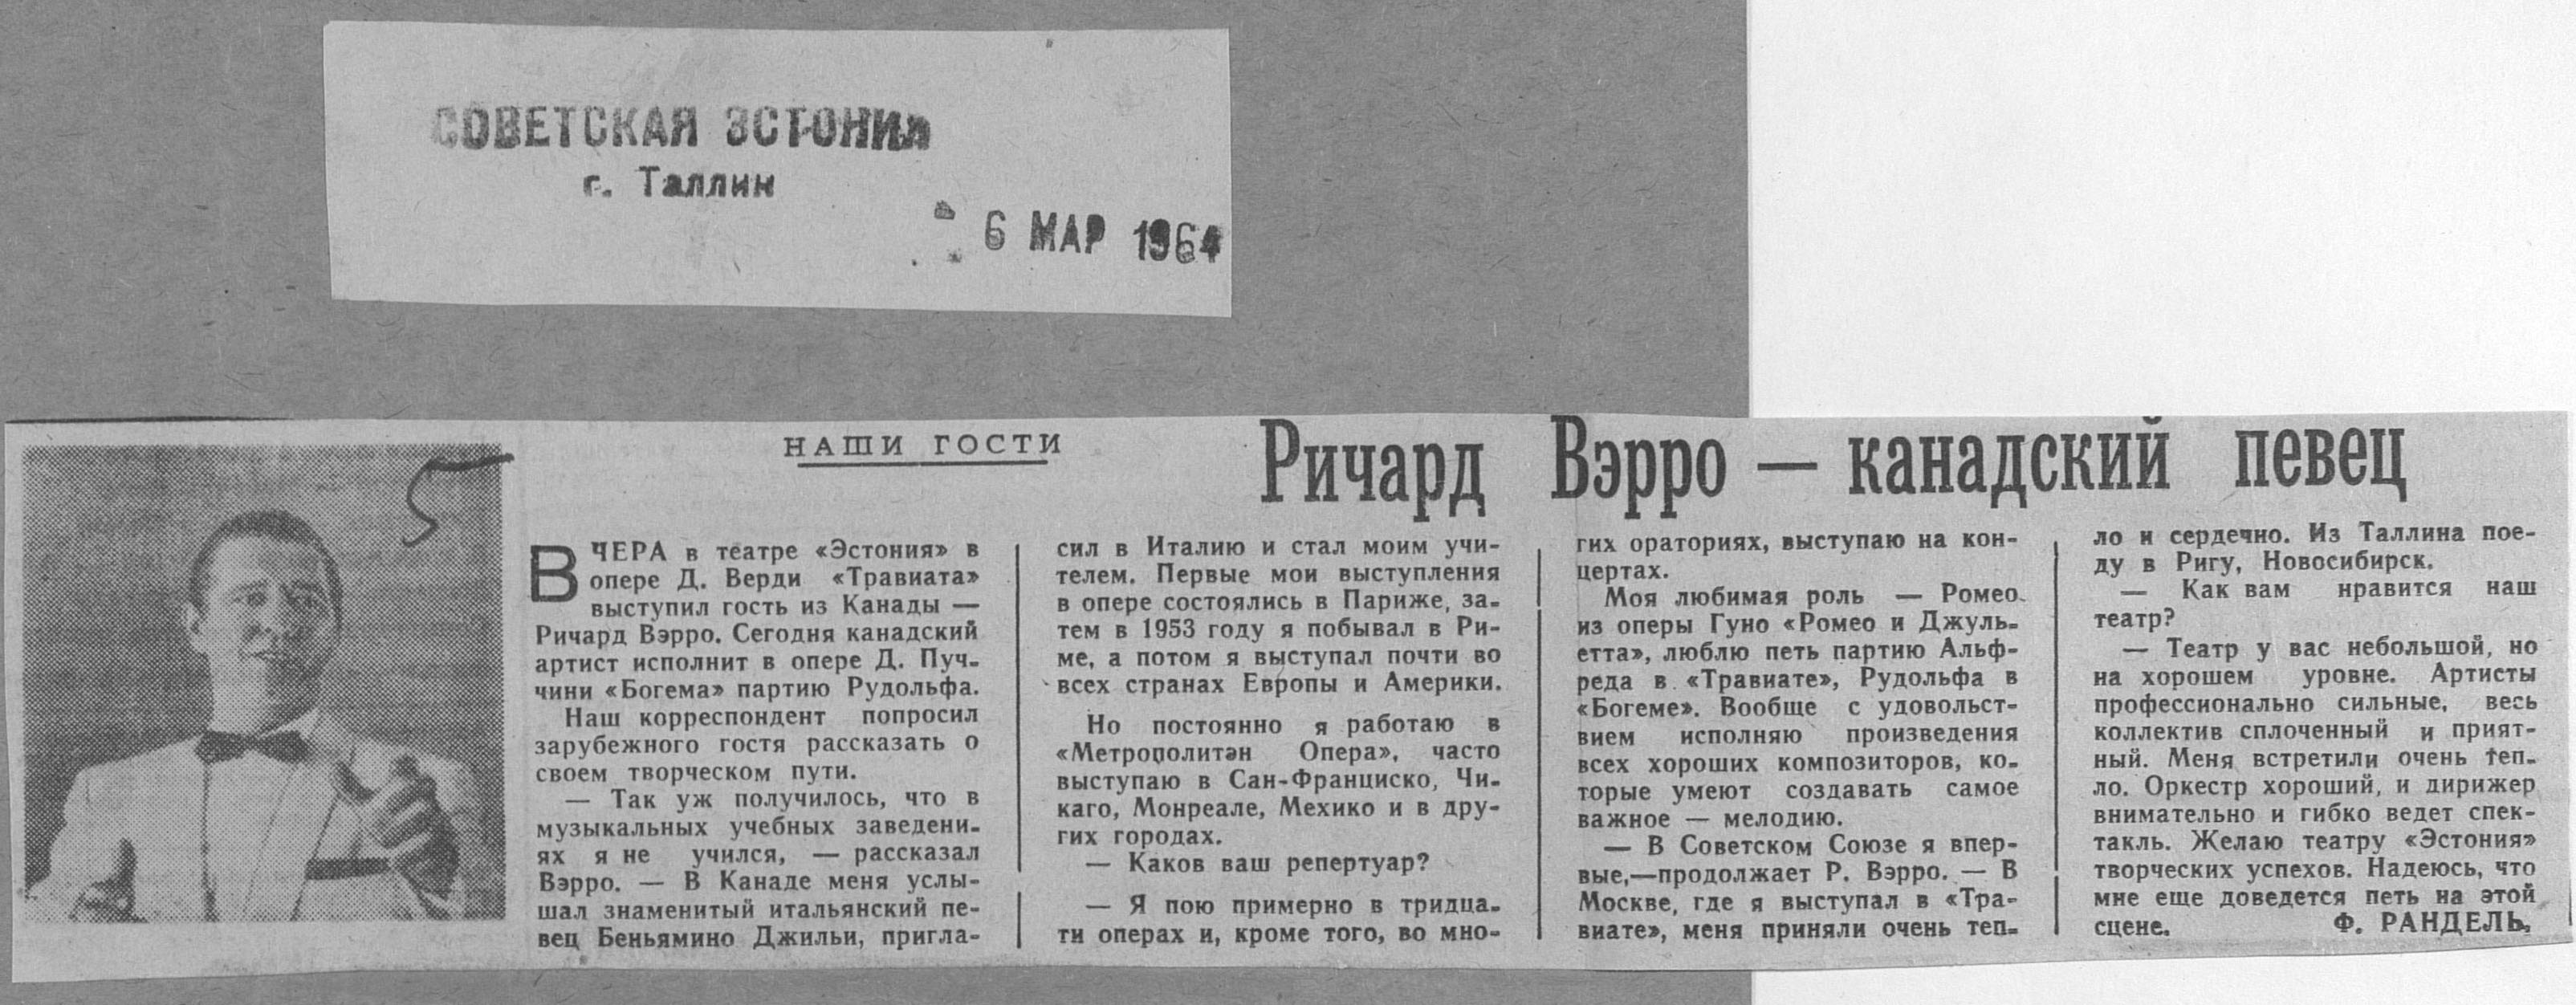 СОВЕТСКАЯ ЭСТОНИЯ
г. Таллин
6 МАР 1964
5
НАШИ ГОСТИ
Ричард Вэрро — канадский певец
ВЧЕРА в театре «Эстония» в
опере Д. Верди «Травиата»
выступил гость из Канады —
Ричард Вэрро. Сегодня канадский
артист исполнит в опере Д. Пуч-
чини «Богема» партию Рудольфа.
Наш корреспондент попросил
зарубежного гостя рассказать о
своем творческом пути.
— Так уж получилось, что в
музыкальных учебных заведени-
ях я не учился, — рассказал
Вэрро. — В Канаде меня услы-
шал знаменитый итальянский пе-
вец Беньямино Джильи, пригла-
сил в Италию и стал моим учи-
телем. Первые мои выступления
в опере состоялись в Париже, за-
тем в 1953 году я побывал в Ри-
ме, а потом я выступал почти во
всех странах Европы и Америки.
Но постоянно я работаю в
«Метрополитэн Опера», часто
выступаю в Сан-Франциско, Чи-
каго, Монреале, Мехико и в дру-
гих городах.
— Каков ваш репертуар?
— Я пою примерно в тридца-
ти операх и, кроме того, во мно-
гих ораториях, выступаю на кон-
цертах.
Моя любимая роль — Ромео
из оперы Гуно «Ромео и Джуль-
етта», люблю петь партию Альф-
реда в «Травиате», Рудольфа в
«Богеме». Вообще с удовольст-
вием исполняю произведения
всех хороших композиторов, ко-
торые умеют создавать самое
важное — мелодию.
— В Советском Союзе я впер-
вые,—продолжает Р. Вэрро. — В
Москве, где я выступал в «Тра-
виате», меня приняли очень теп-
ло и сердечно. Из Таллина пое-
ду в Ригу, Новосибирск.
— Как вам нравится наш
театр?
— Театр у вас небольшой, но
на хорошем уровне. Артисты
профессионально сильные, весь
коллектив сплоченный и прият-
ный. Меня встретили очень теп-
ло. Оркестр хороший, и дирижер
внимательно и гибко ведет спек-
такль. Желаю театру «Эстония»
творческих успехов. Надеюсь, что
мне еще доведется петь на этой
сцене.
Ф. РАНДЕЛЬ.